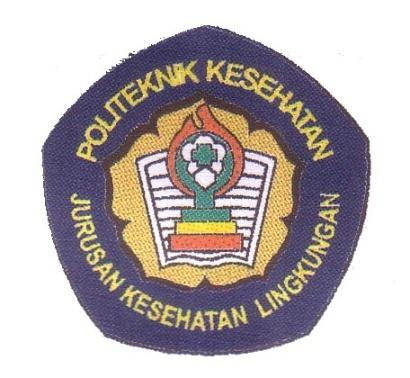 POLITEKNIK KESEHATAN
JURUSAN KESEHATAN LINGKUNGAN